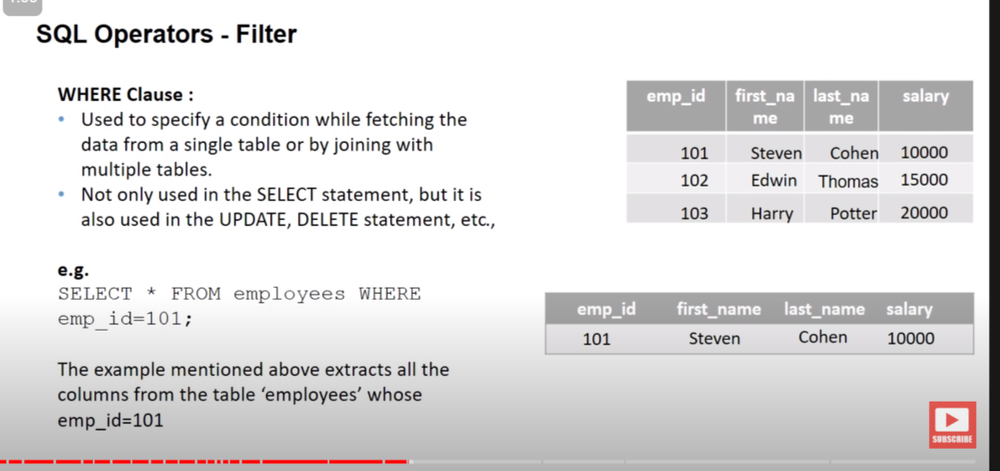 SQL Operators - Filter
WHERE Clause :
• Used to specify a condition while fetching the
data from a single table or by joining with
multiple tables.
• Not only used in the SELECT statement, but it is
also used in the UPDATE, DELETE statement, etc.,
e.g.
SELECT * FROM employees WHERE
emp_id=101;
The example mentioned above extracts all the
columns from the table ‘employees’ whose
emp_id=101
emp_id first_na last_na salary
me me
101 Steven Cohen 10000
102 Edwin Thomas 15000
103 Harry Potter 20000
emp_id first_name last_name salary
101 Steven Cohen 10000
SUBSCRIBE